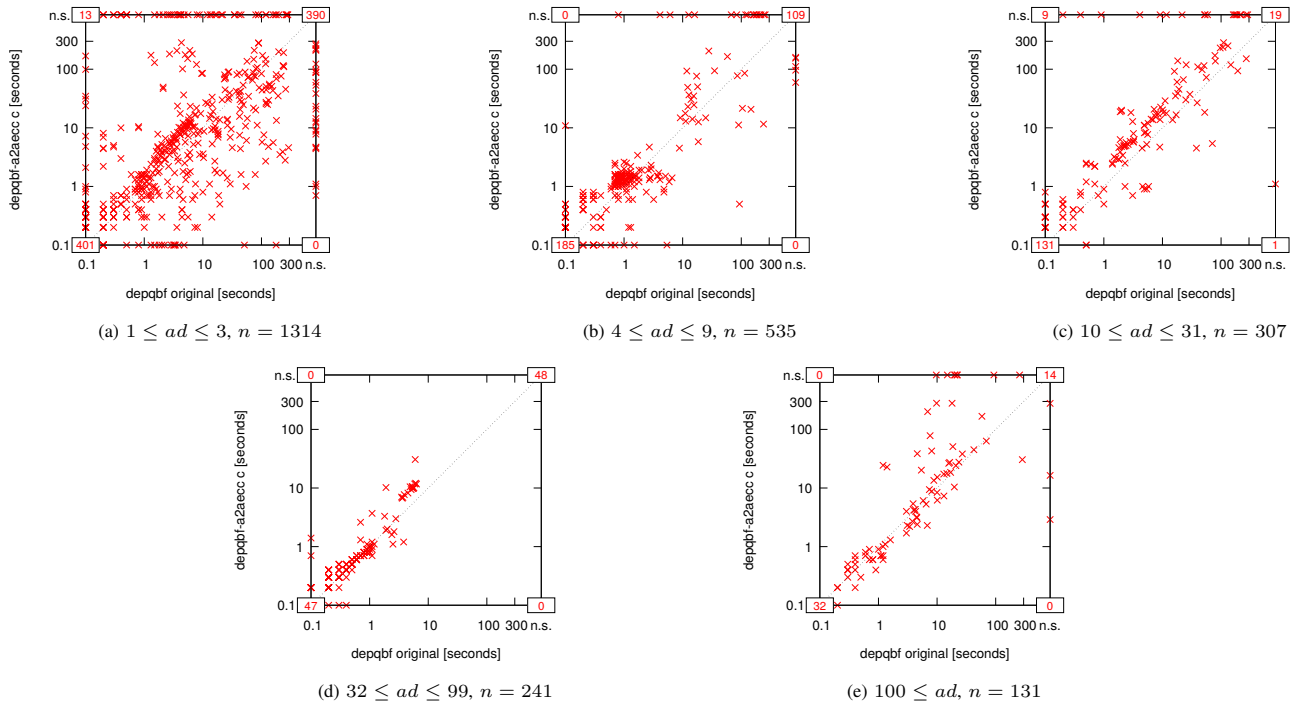 n.s. 13 390
300
100
10
1
0.1 401 0
0.1 1 10 100 300 n.s.
depqbf-a2aecc c [seconds]
depqbf original [seconds]
(a) 1 ≤ ad ≤ 3, n = 1314
n.s. 0 109
300
100
10
1
0.1 185 0
0.1 1 10 100 300 n.s.
depqbf-a2aecc c [seconds]
depqbf original [seconds]
(b) 4 ≤ ad ≤ 9, n = 535
n.s. 9 19
300
100
10
1
0.1 131 1
0.1 1 10 100 300 n.s.
depqbf-a2aecc c [seconds]
depqbf original [seconds]
(c) 10 ≤ ad ≤ 31, n = 307
n.s. 0 48
300
100
10
1
0.1 47 0
0.1 1 10 100 300 n.s.
depqbf-a2aecc c [seconds]
depqbf original [seconds]
(d) 32 ≤ ad ≤ 99, n = 241
n.s. 0 14
300
100
10
1
0.1 32 0
0.1 1 10 100 300 n.s.
depqbf-a2aecc c [seconds]
depqbf original [seconds]
(e) 100 ≤ ad, n = 131